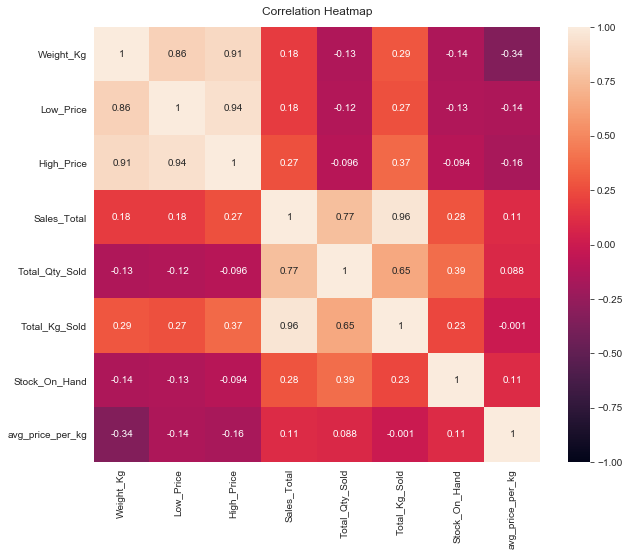 Correlation Heatmap
Weight_Kg 1 0.86 0.91 0.18 -0.13 0.29 -0.14 -0.34
Low_Price 0.86 1 0.94 0.18 -0.12 0.27 -0.13 -0.14
High_Price 0.91 0.94 1 0.27 -0.096 0.37 -0.094 -0.16
Sales_Total 0.18 0.18 0.27 1 0.77 0.96 0.28 0.11
Total_Qty_Sold -0.13 -0.12 -0.096 0.77 1 0.65 0.39 0.088
Total_Kg_Sold 0.29 0.27 0.37 0.96 0.65 1 0.23 -0.001
Stock_On_Hand -0.14 -0.13 -0.094 0.28 0.39 0.23 1 0.11
avg_price_per_kg -0.34 -0.14 -0.16 0.11 0.088 -0.001 0.11 1
Weight_Kg
Low_Price
High_Price
Sales_Total
Total_Qty_Sold
Total_Kg_Sold
Stock_On_Hand
avg_price_per_kg
1.00
0.75
0.50
0.25
0.00
−0.25
−0.50
−0.75
−1.00